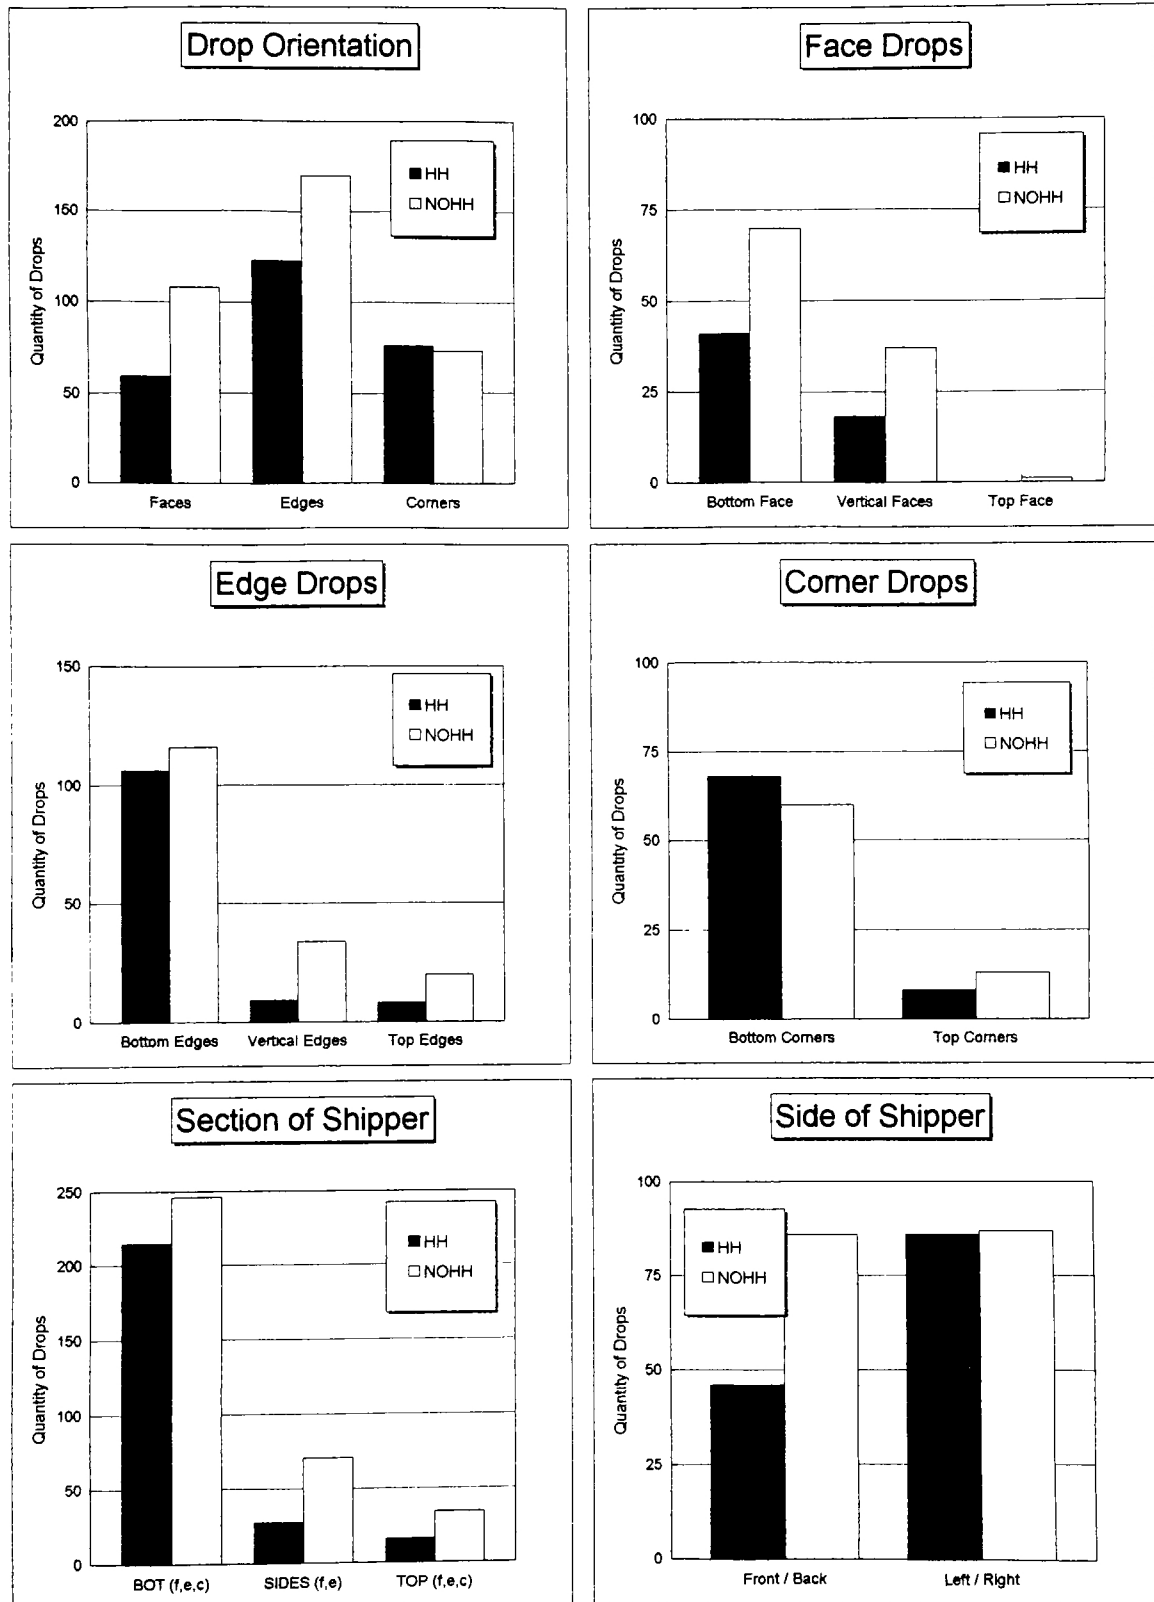 Drop Orientation
200
150
100
50
0
Quantity of Drops
HH
NOHH
Faces
Edges
Corners
Face Drops
100
75
50
25
0
Quantity of Drops
HH
NOHH
Bottom Face
Vertical Faces
Top Face
Edge Drops
150
100
50
0
Quantity of Drops
HH
NOHH
Bottom Edges
Vertical Edges
Top Edges
Corner Drops
100
75
50
25
0
Quantity of Drops
HH
NOHH
Bottom Corners
Top Corners
Section of Shipper
250
200
150
100
50
0
Quantity of Drops
HH
NOHH
BOT (f,e,c)
SIDES (f,e)
TOP (f,e,c)
Side of Shipper
100
75
50
25
0
Quantity of Drops
HH
NOHH
Front / Back
Left / Right